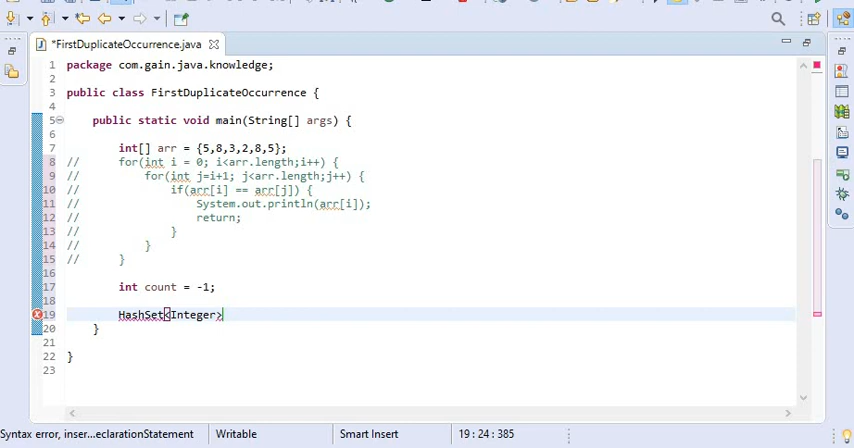 *FirstDuplicateOccurrence.java
1 package com.gain.java.knowledge;
2
3 public class FirstDuplicateOccurrence {
4
5 public static void main(String[] args) {
6
7 int[] arr = {5,8,3,2,8,5};
8 // for(int i = 0; i<arr.length;i++) {
9 // for(int j=i+1; j<arr.length;j++) {
10 // if(arr[i] == arr[j]) {
11 // System.out.println(arr[i]);
12 // return;
13 // }
14 // }
15 // }
16
17 int count = -1;
18
19 HashSet<Integer>
20 }
21
22 }
23
Syntax error, inser...eclarationStatement Writable Smart Insert 19 : 24 : 385